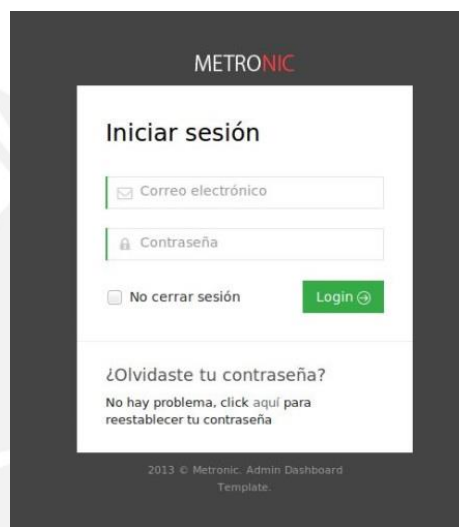 METRONIC
Iniciar sesión
Correo electrónico
Contraseña
No cerrar sesión
Login
¿Olvidaste tu contraseña?
No hay problema, click aquí para
reestablecer tu contraseña
2013 © Metronic. Admin Dashboard
Template.